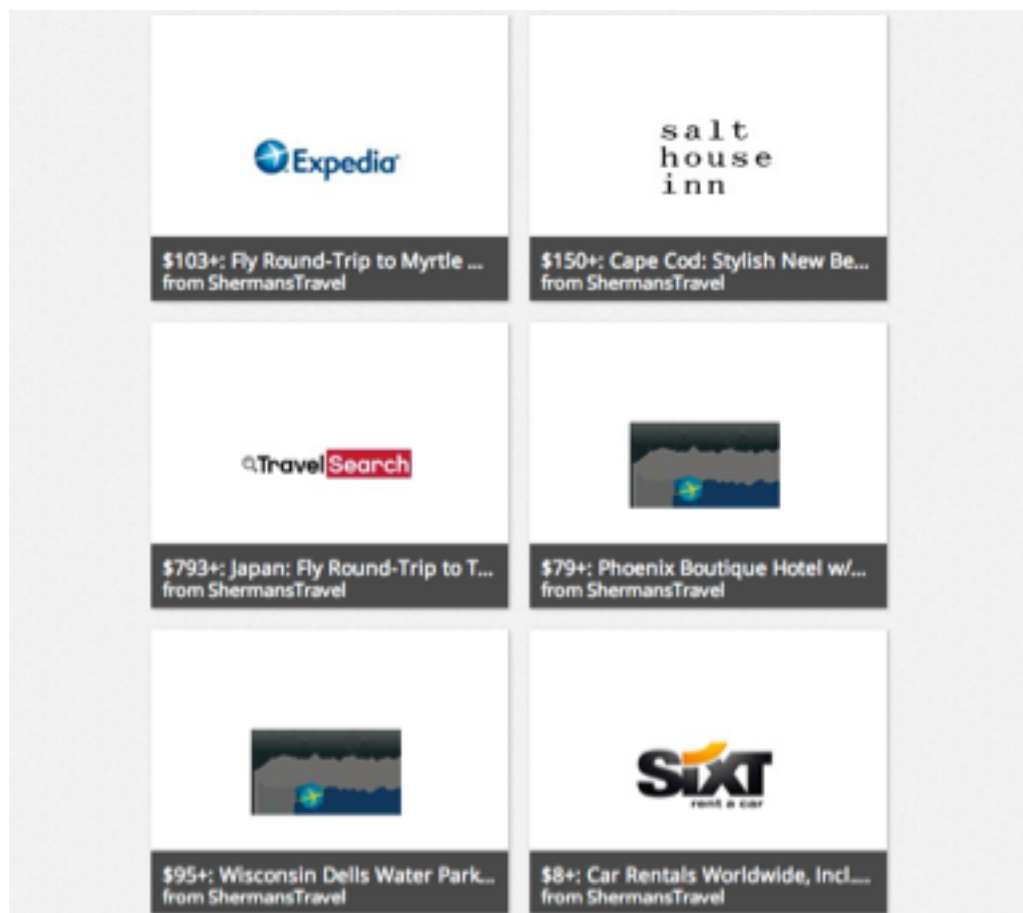 Expedia
salt
house
inn
$103+: Fly Round-Trip to Myrtle ...
from ShermansTravel
$150+: Cape Cod: Stylish New Be...
from ShermansTravel
TravelSearch
$793+: Japan: Fly Round-Trip to T...
from ShermansTravel
$79+: Phoenix Boutique Hotel w/...
from ShermansTravel
SiXT
rent a car
$95+: Wisconsin Dells Water Park...
from ShermansTravel
$8+: Car Rentals Worldwide, Incl....
from ShermansTravel